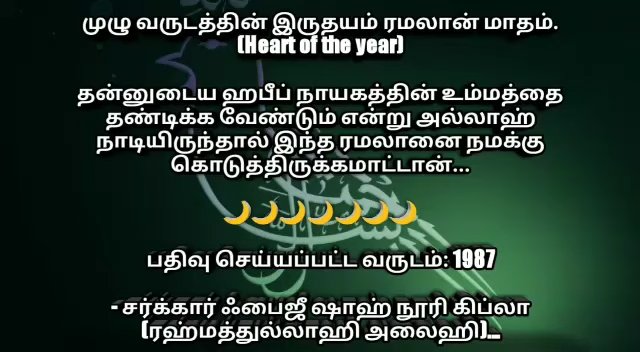 முழு வருடத்தின் இருதயம் ரமலான் மாதம்.
(Heart of the year)
தன்னுடைய ஹபீப் நாயகத்தின் உம்மத்தை
தண்டிக்க வேண்டும் என்று அல்லாஹ்
நாடியிருந்தால் இந்த ரமலானை நமக்கு
கொடுத்திருக்கமாட்டான்...
🌙🌙🌙🌙🌙🌙🌙
பதிவு செய்யப்பட்ட வருடம்: 1987
- சர்க்கார் ஃபைஜீ ஷாஹ் நூரி கிப்லா
(ரஹ்மத்துல்லாஹி அலைஹி)...